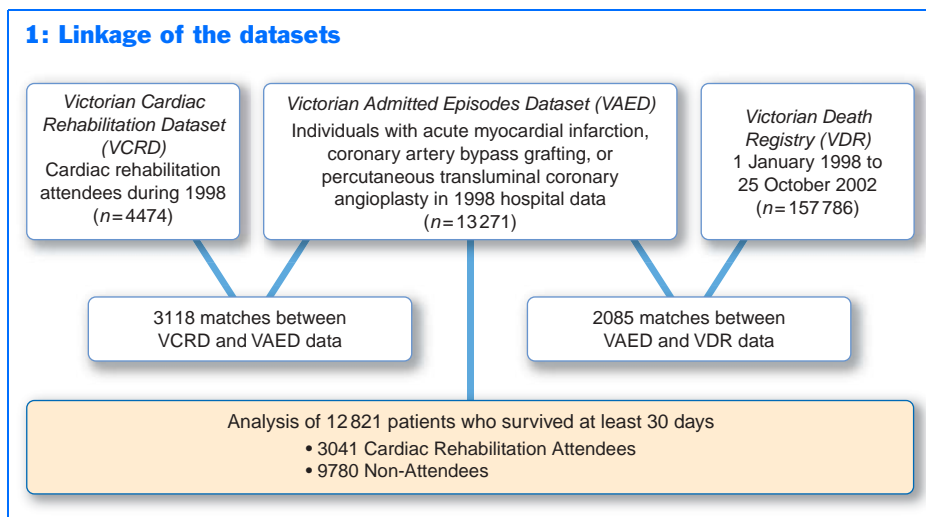 1: Linkage of the datasets
Victorian Cardiac
Rehabilitation Dataset
(VCRD)
Cardiac rehabilitation
attendees during 1998
(n=4474)
Victorian Admitted Episodes Dataset (VAED)
Individuals with acute myocardial infarction,
coronary artery bypass grafting, or
percutaneous transluminal coronary
angioplasty in 1998 hospital data
(n=13 271)
Victorian Death
Registry (VDR)
1 January 1998 to
25 October 2002
(n=157 786)
3118 matches between
VCRD and VAED data
2085 matches between
VAED and VDR data
Analysis of 12 821 patients who survived at least 30 days
• 3041 Cardiac Rehabilitation Attendees
• 9780 Non-Attendees